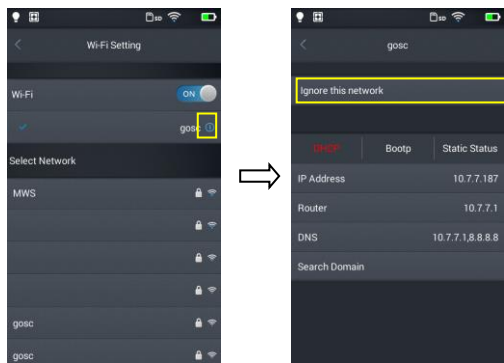 SD
Wi-Fi Setting
Wi-Fi
ON
gosc
Select Network
MWS
gosc
gosc
SD
gosc
Ignore this network
DHCP Bootp Static Status
IP Address 10.7.7.187
Router 10.7.7.1
DNS 10.7.7.1,8.8.8.8
Search Domain